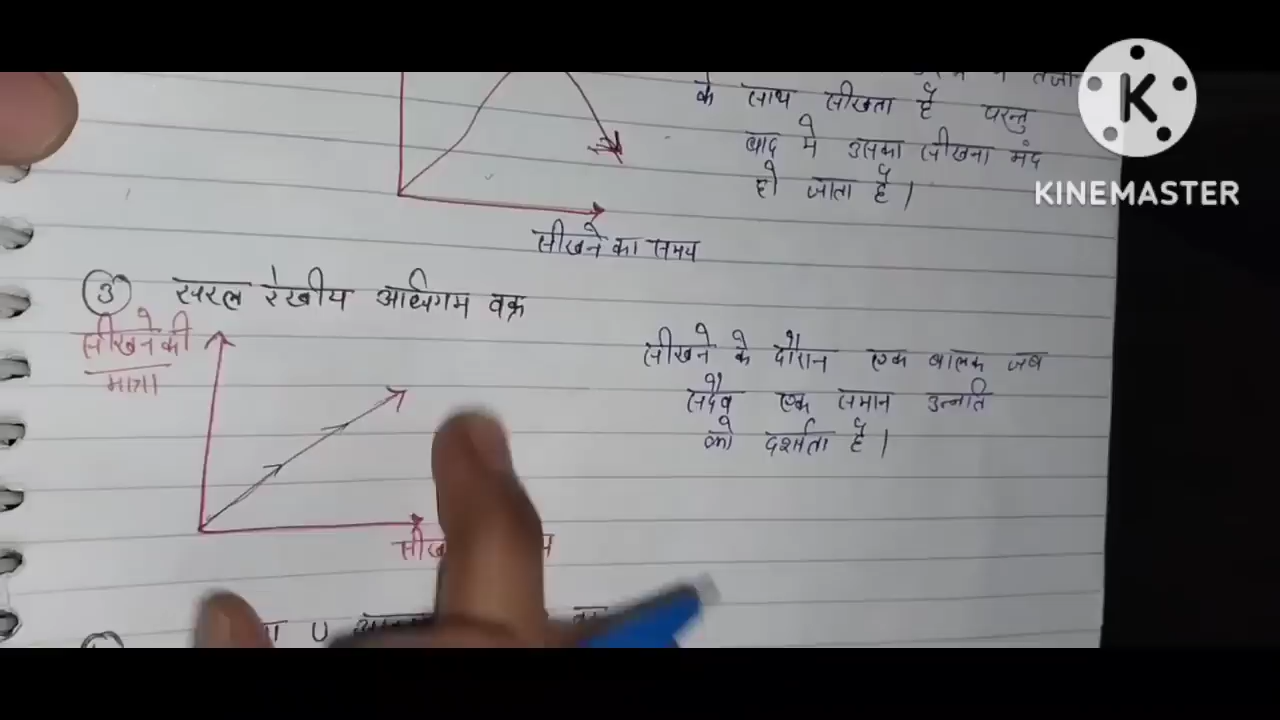 के साथ सीखता है परन्तु
बाद मे उसका सीखना मंद
हो जाता है।
सीखने का समय
3 सरल रेखीय अधिगम वक्र
सीखने की
मात्रा
सीखने के दौरान एक बालक जब
सदैव एक समान उन्नति
को दर्शाता है।
U
K
KINEMASTER